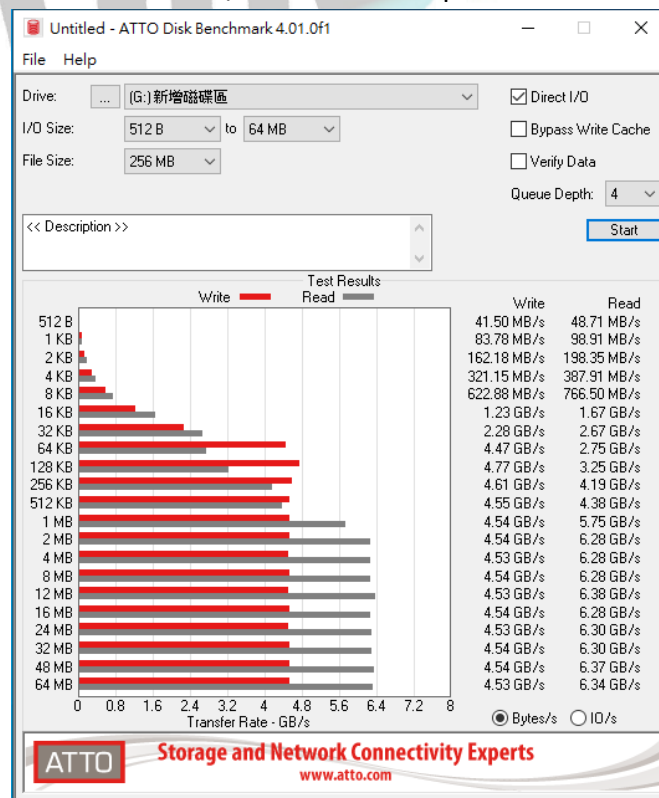 Untitled - ATTO Disk Benchmark 4.01.0f1
File Help
Drive: ... (G:)新增磁碟區 Direct I/O
I/O Size: 512 B to 64 MB Bypass Write Cache
File Size: 256 MB Verify Data
Queue Depth: 4
<< Description >> Start
Test Results
Write Read Write Read
512 B 41.50 MB/s 48.71 MB/s
1 KB 83.78 MB/s 98.91 MB/s
2 KB 162.18 MB/s 198.35 MB/s
4 KB 321.15 MB/s 387.91 MB/s
8 KB 622.88 MB/s 766.50 MB/s
16 KB 1.23 GB/s 1.67 GB/s
32 KB 2.28 GB/s 2.67 GB/s
64 KB 4.47 GB/s 2.75 GB/s
128 KB 4.77 GB/s 3.25 GB/s
256 KB 4.61 GB/s 4.19 GB/s
512 KB 4.55 GB/s 4.38 GB/s
1 MB 4.54 GB/s 5.75 GB/s
2 MB 4.54 GB/s 6.28 GB/s
4 MB 4.53 GB/s 6.28 GB/s
8 MB 4.54 GB/s 6.28 GB/s
12 MB 4.53 GB/s 6.38 GB/s
16 MB 4.54 GB/s 6.28 GB/s
24 MB 4.53 GB/s 6.30 GB/s
32 MB 4.54 GB/s 6.30 GB/s
48 MB 4.54 GB/s 6.37 GB/s
64 MB 4.53 GB/s 6.34 GB/s
0 0.8 1.6 2.4 3.2 4 4.8 5.6 6.4 7.2 8
Transfer Rate - GB/s Bytes/s IO/s
ATTO Storage and Network Connectivity Experts
www.atto.com